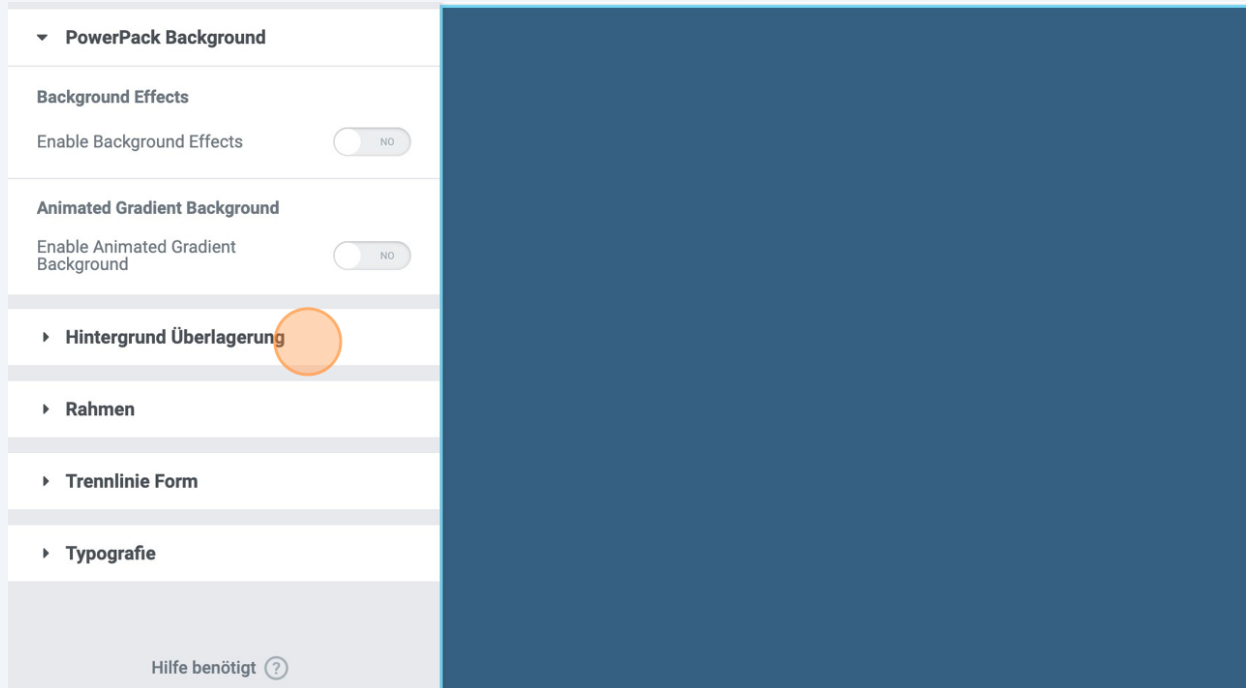 PowerPack Background
Background Effects
Enable Background Effects
NO
Animated Gradient Background
Enable Animated Gradient
Background
NO
Hintergrund Überlagerung
Rahmen
Trennlinie Form
Typografie
Hilfe benötigt ?